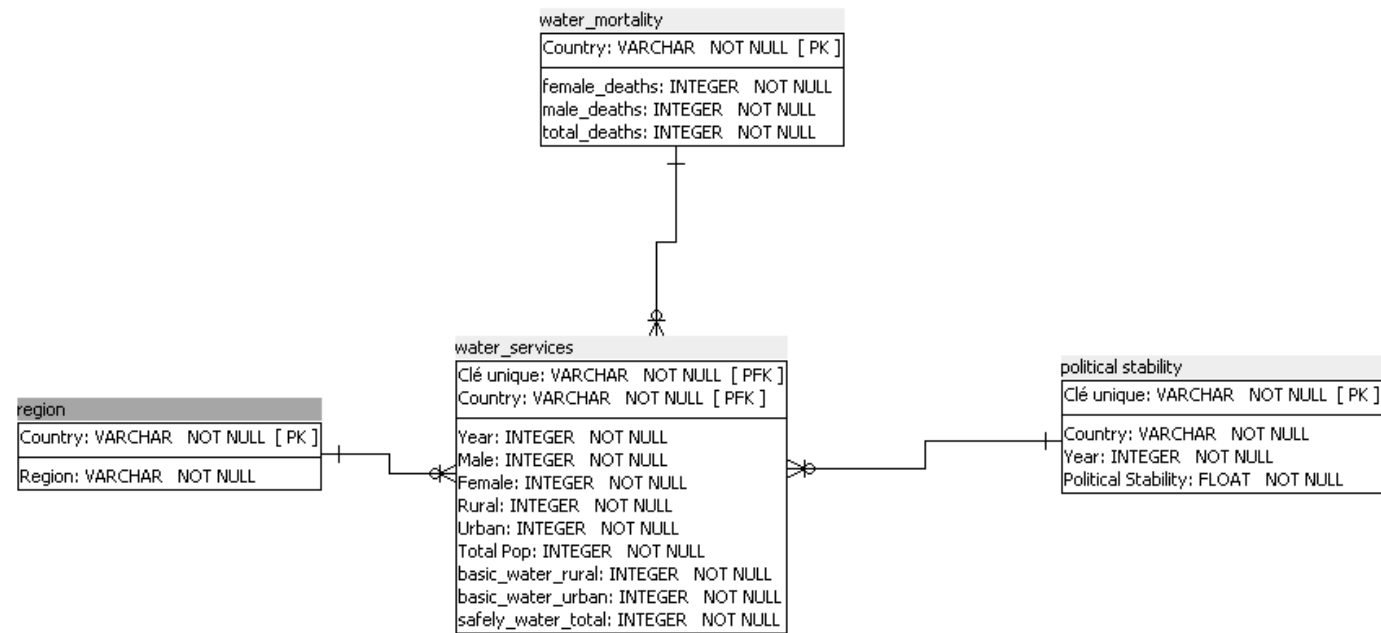 water_mortality
Country: VARCHAR NOT NULL [ PK ]
female_deaths: INTEGER NOT NULL
male_deaths: INTEGER NOT NULL
total_deaths: INTEGER NOT NULL
water_services
Clé unique: VARCHAR NOT NULL [ PFK ]
Country: VARCHAR NOT NULL [ PFK ]
Year: INTEGER NOT NULL
Male: INTEGER NOT NULL
Female: INTEGER NOT NULL
Rural: INTEGER NOT NULL
Urban: INTEGER NOT NULL
Total Pop: INTEGER NOT NULL
basic_water_rural: INTEGER NOT NULL
basic_water_urban: INTEGER NOT NULL
safely_water_total: INTEGER NOT NULL
region
Country: VARCHAR NOT NULL [ PK ]
Region: VARCHAR NOT NULL
political stability
Clé unique: VARCHAR NOT NULL [ PK ]
Country: VARCHAR NOT NULL
Year: INTEGER NOT NULL
Political Stability: FLOAT NOT NULL